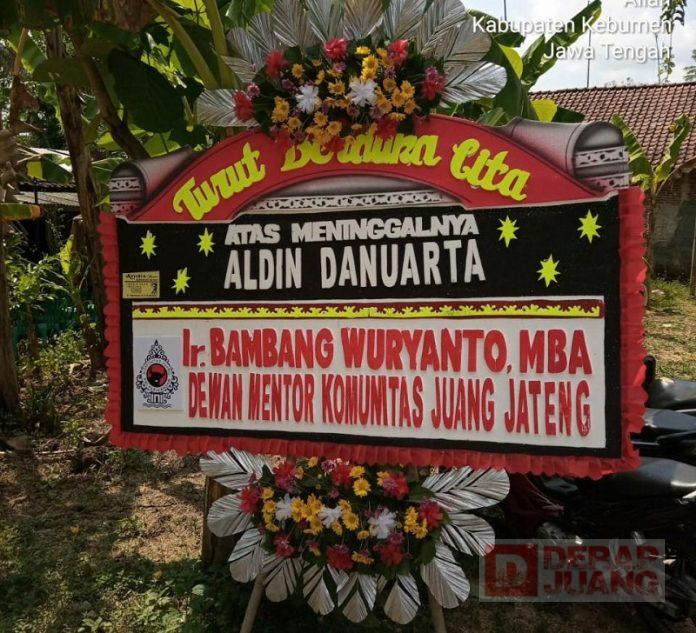 Alian
Kabupaten Kebumen
Jawa Tengah
Turut Berduka Cita
ATAS MENINGGALNYA
ALDIN DANUARTA
Ir. BAMBANG WURYANTO, MBA
DEWAN MENTOR KOMUNITAS JUANG JATENG
DERAP
JUANG